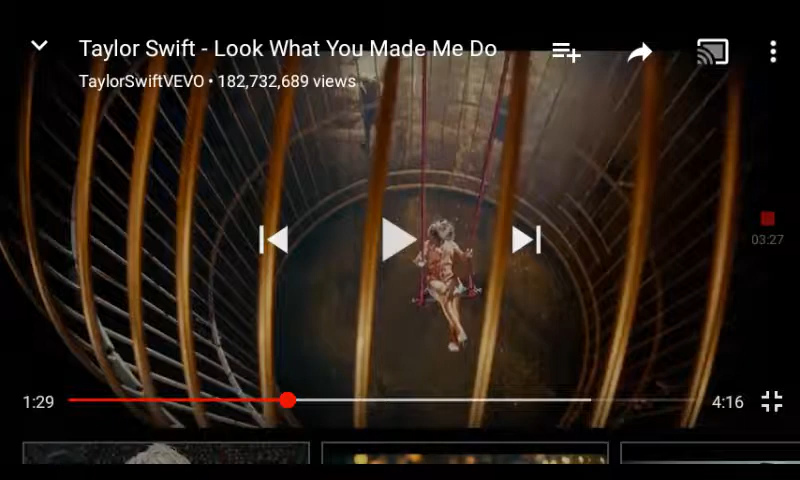 Taylor Swift - Look What You Made Me Do
TaylorSwiftVEVO • 182,732,689 views
03:27
1:29
4:16